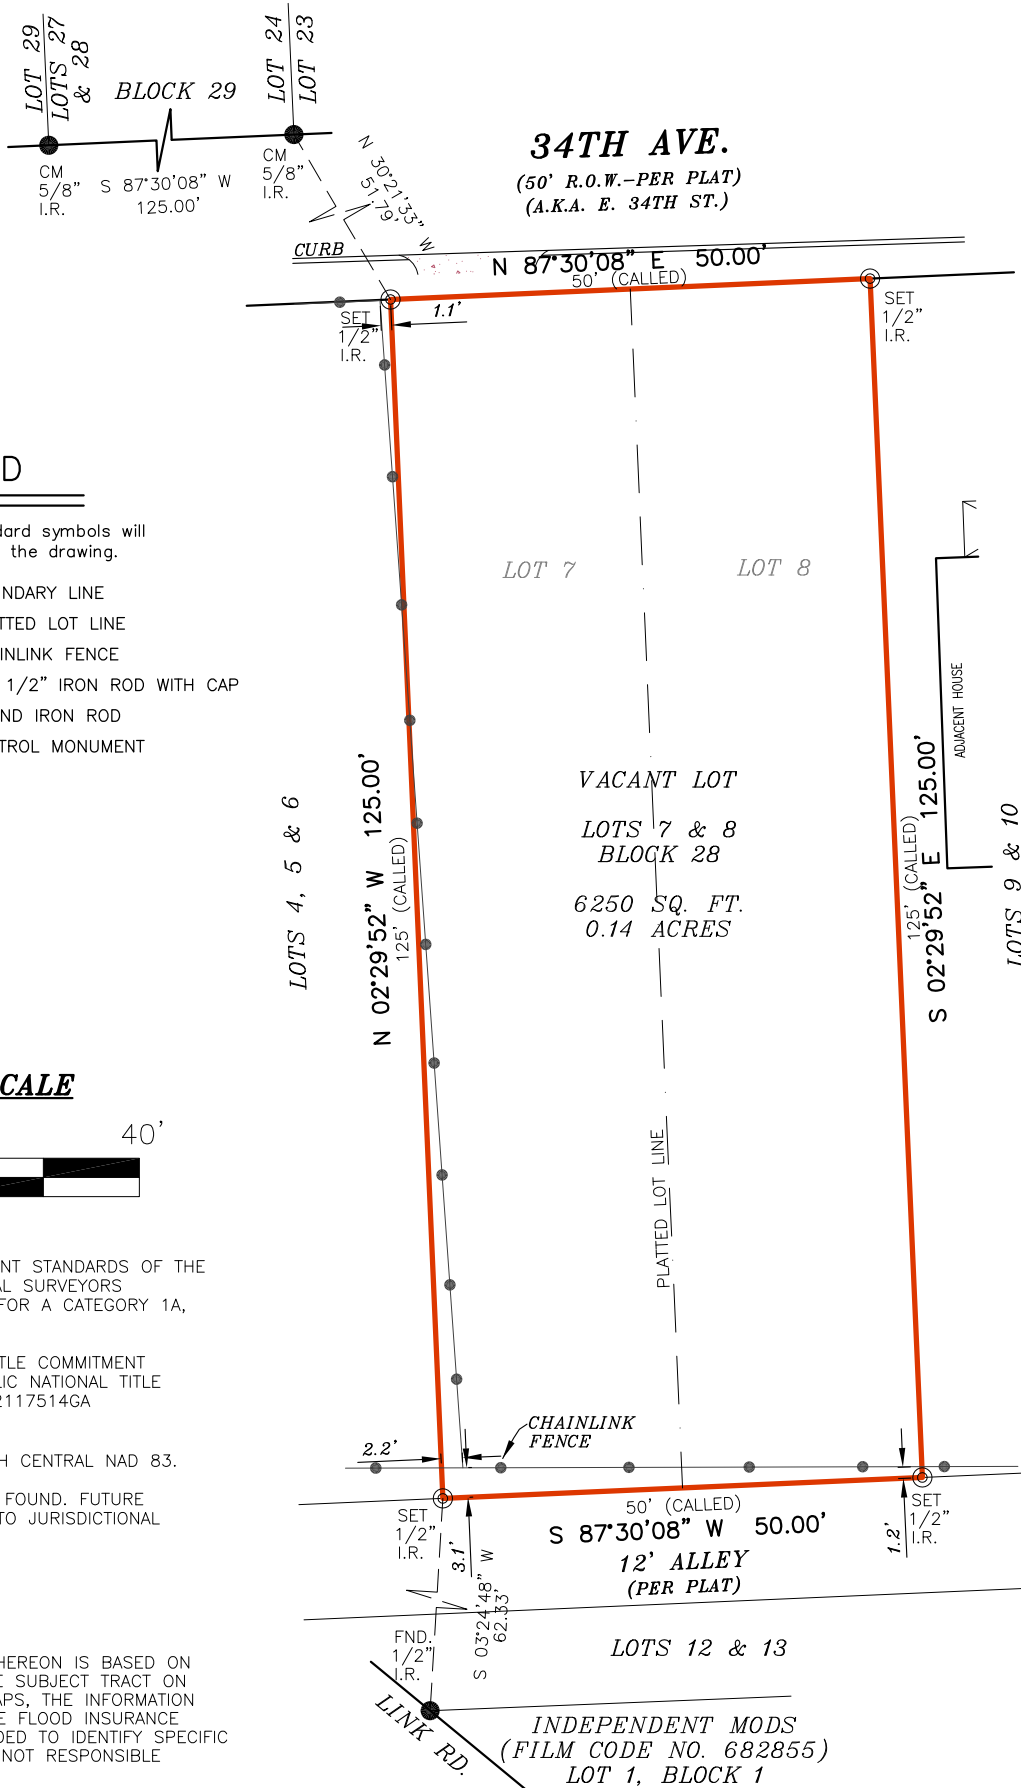 LOT 29
LOTS 27
& 28
BLOCK 29
LOT 24
LOT 23
CM
5/8"
I.R.
S 87°30'08" W
125.00'
CM
5/8"
I.R.
N 30°21'33" W
51.79'
34TH AVE.
(50' R.O.W.-PER PLAT)
(A.K.A. E. 34TH ST.)
CURB
N 87°30'08" E 50.00'
50' (CALLED)
SET
1/2"
I.R.
1.1'
SET
1/2"
I.R.
D
dard symbols will
the drawing.
NDARY LINE
TTED LOT LINE
INLINK FENCE
1/2" IRON ROD WITH CAP
ND IRON ROD
TROL MONUMENT
LOT 7
LOT 8
ADJACENT HOUSE
VACANT LOT
LOTS 7 & 8
BLOCK 28
6250 SQ. FT.
0.14 ACRES
LOTS 4, 5 & 6
N 02°29'52" W 125.00'
125' (CALLED)
125' (CALLED)
S 02°29'52" E 125.00'
LOTS 9 & 10
CALE
40'
PLATTED LOT LINE
NT STANDARDS OF THE
AL SURVEYORS
FOR A CATEGORY 1A,
TLE COMMITMENT
LIC NATIONAL TITLE
2117514GA
H CENTRAL NAD 83.
FOUND. FUTURE
TO JURISDICTIONAL
2.2'
CHAINLINK
FENCE
SET
1/2"
I.R.
3.1'
50' (CALLED)
S 87°30'08" W 50.00'
12' ALLEY
(PER PLAT)
1.2'
SET
1/2"
I.R.
S 03°24'48" W
62.33'
FND.
1/2"
I.R.
LOTS 12 & 13
LINK RD.
INDEPENDENT MODS
(FILM CODE NO. 682855)
LOT 1, BLOCK 1
HEREON IS BASED ON
E SUBJECT TRACT ON
APS, THE INFORMATION
E FLOOD INSURANCE
DED TO IDENTIFY SPECIFIC
NOT RESPONSIBLE